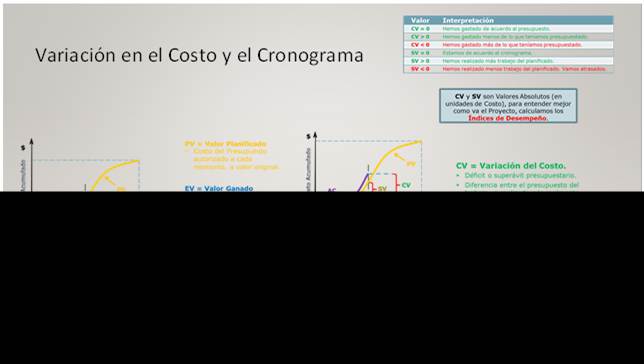 Variación en el Costo y el Cronograma
Valor Interpretación
CV = 0 Hemos gastado de acuerdo al presupuesto.
CV > 0 Hemos gastado menos de lo que teníamos presupuestado.
CV < 0 Hemos gastado más de lo que teníamos presupuestado.
SV = 0 Estamos de acuerdo al cronograma.
SV > 0 Hemos realizado más trabajo del planificado.
SV < 0 Hemos realizado menos trabajo del planificado. Vamos atrasados.
CV y SV son Valores Absolutos (en
unidades de Costo), para entender mejor
como va el Proyecto, calculamos los
Índices de Desempeño.
$
Acumulado
PV = Valor Planificado
Costo del Presupuesto
autorizado a cada
momento, a valor original.
EV = Valor Ganado
$
Acumulado
PV
CV
SV
AC
CV = Variación del Costo.
• Déficit o superávit presupuestario.
• Diferencia entre el presupuesto del